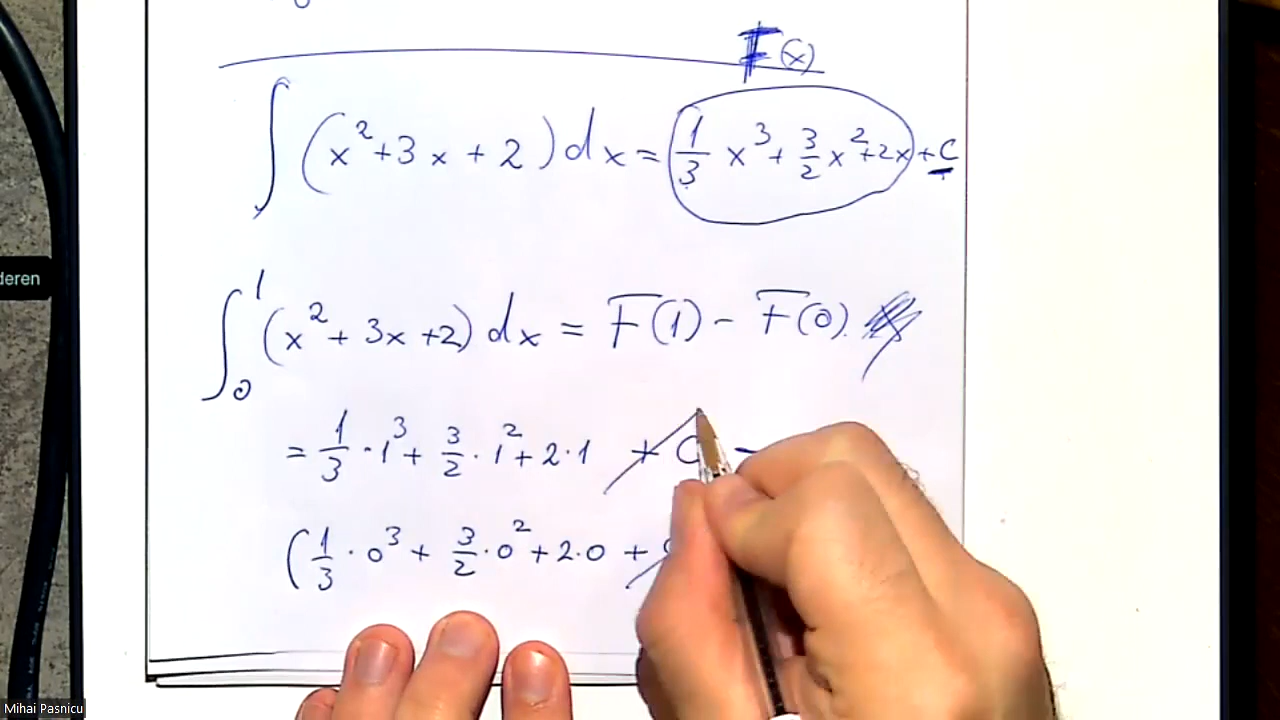 F(x)
∫ (x² + 3x + 2) dx = 1/3 x³ + 3/2 x² + 2x + C
∫₀¹ (x² + 3x + 2) dx = F(1) - F(0)
= 1/3 · 1³ + 3/2 · 1² + 2 · 1 + C -
(1/3 · 0³ + 3/2 · 0² + 2 · 0 +
deren
Mihai Pasnicu